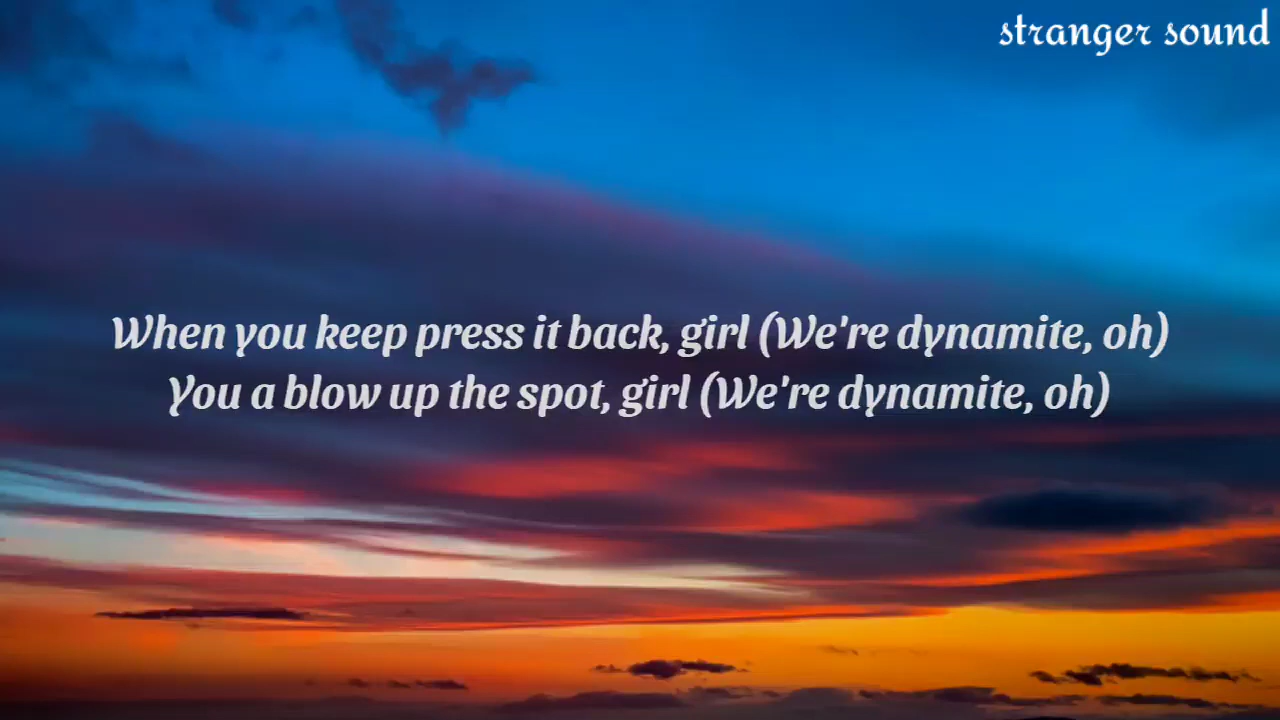 stranger sound
When you keep press it back, girl (We're dynamite, oh)
You a blow up the spot, girl (We're dynamite, oh)